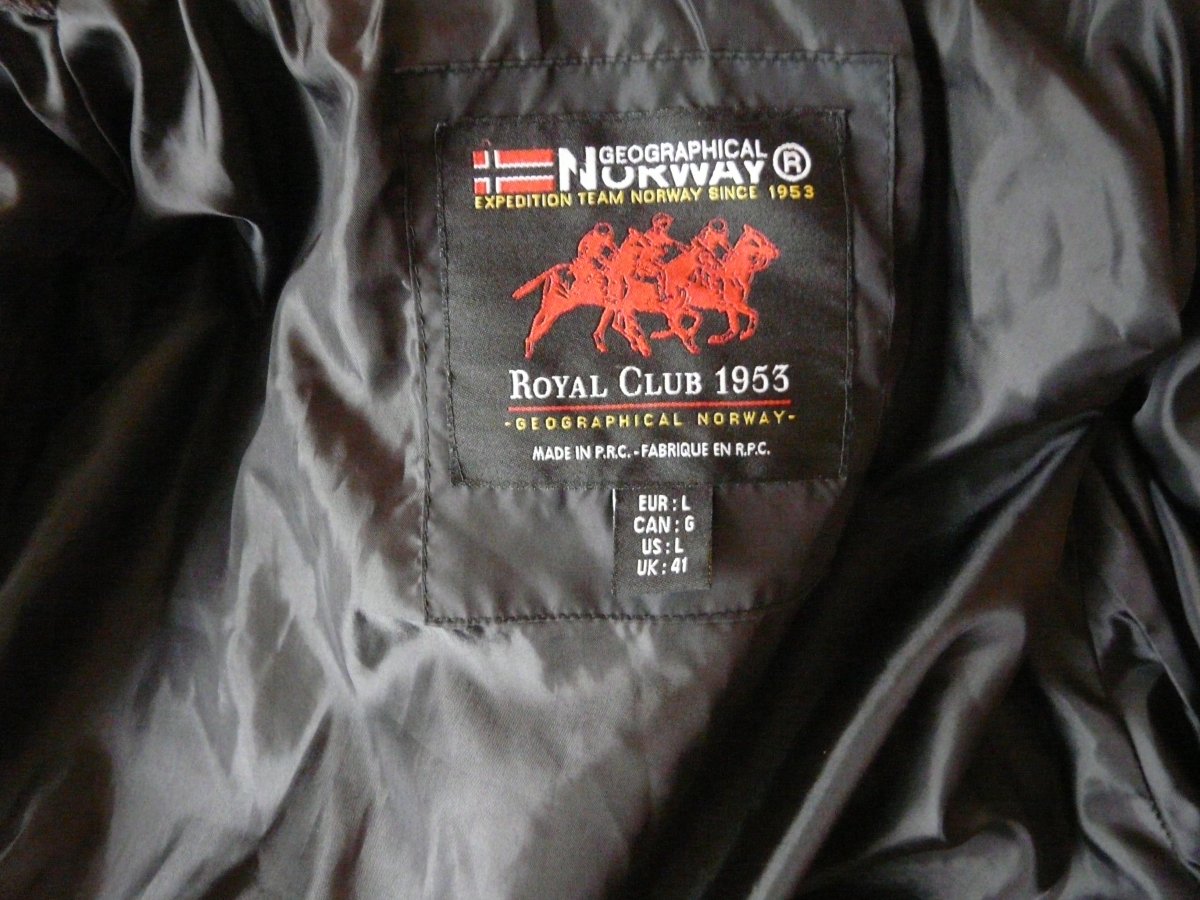 GEOGRAPHICAL
NORWAY ®
EXPEDITION TEAM NORWAY SINCE 1953
ROYAL CLUB 1953
-GEOGRAPHICAL NORWAY-
MADE IN P.R.C.-FABRIQUE EN R.P.C.
EUR : L
CAN : G
US : L
UK : 41